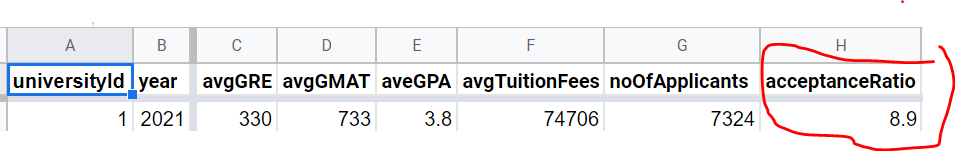 A B C D E F G H
universityId year avgGRE avgGMAT aveGPA avgTuitionFees noOfApplicants acceptanceRatio
1 2021 330 733 3.8 74706 7324 8.9